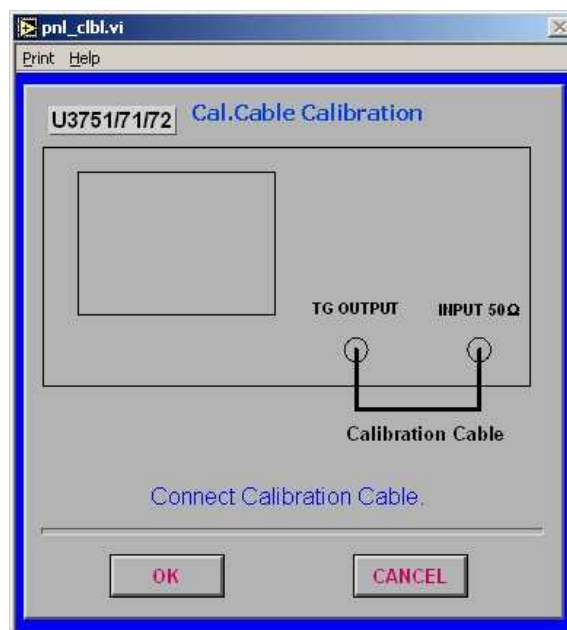 pnl_clbl.vi
Print Help
U3751/71/72 Cal.Cable Calibration
TG OUTPUT INPUT 50Ω
Calibration Cable
Connect Calibration Cable.
OK CANCEL